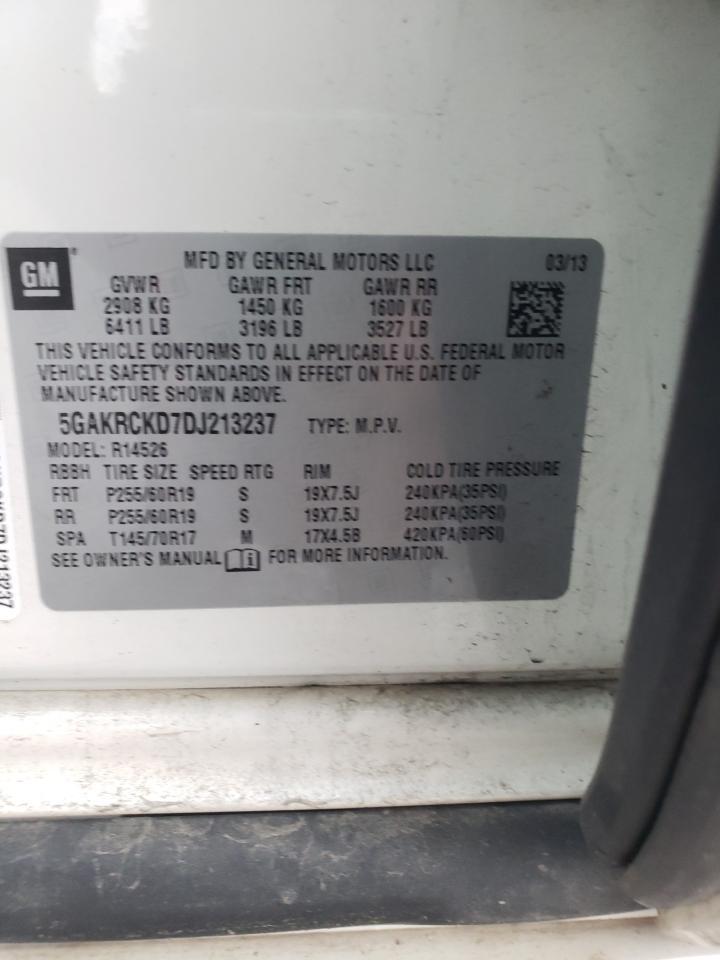 GM®
MFD BY GENERAL MOTORS LLC 03/13
GVWR GAWR FRT GAWR RR
2908 KG 1450 KG 1600 KG
6411 LB 3196 LB 3527 LB
THIS VEHICLE CONFORMS TO ALL APPLICABLE U.S. FEDERAL MOTOR
VEHICLE SAFETY STANDARDS IN EFFECT ON THE DATE OF
MANUFACTURE SHOWN ABOVE.
5GAKRCKD7DJ213237 TYPE: M.P.V.
MODEL: R14526
RBBH TIRE SIZE SPEED RTG RIM COLD TIRE PRESSURE
FRT P255/60R19 S 19X7.5J 240KPA(35PSI)
RR P255/60R19 S 19X7.5J 240KPA(35PSI)
SPA T145/70R17 M 17X4.5B 420KPA(60PSI)
SEE OWNER'S MANUAL FOR MORE INFORMATION.